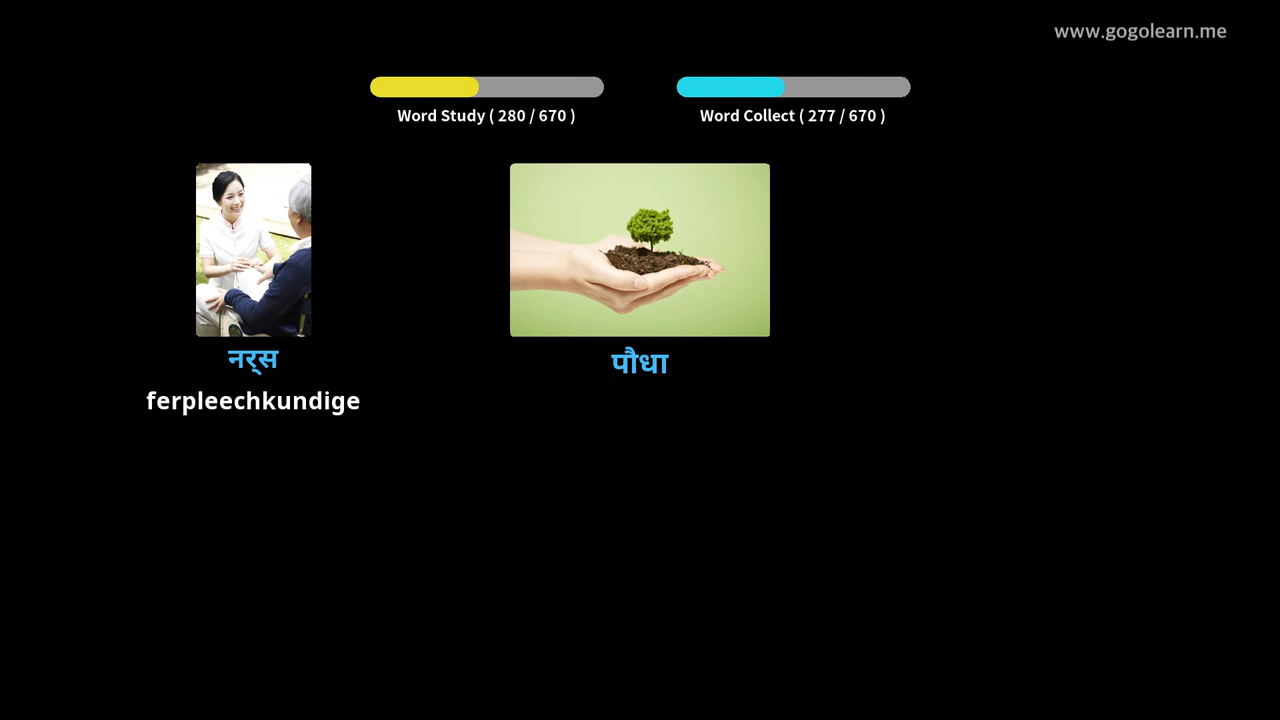 www.gogolearn.me
Word Study ( 280 / 670 )
Word Collect ( 277 / 670 )
नर्स
ferpleechkundige
पौधा